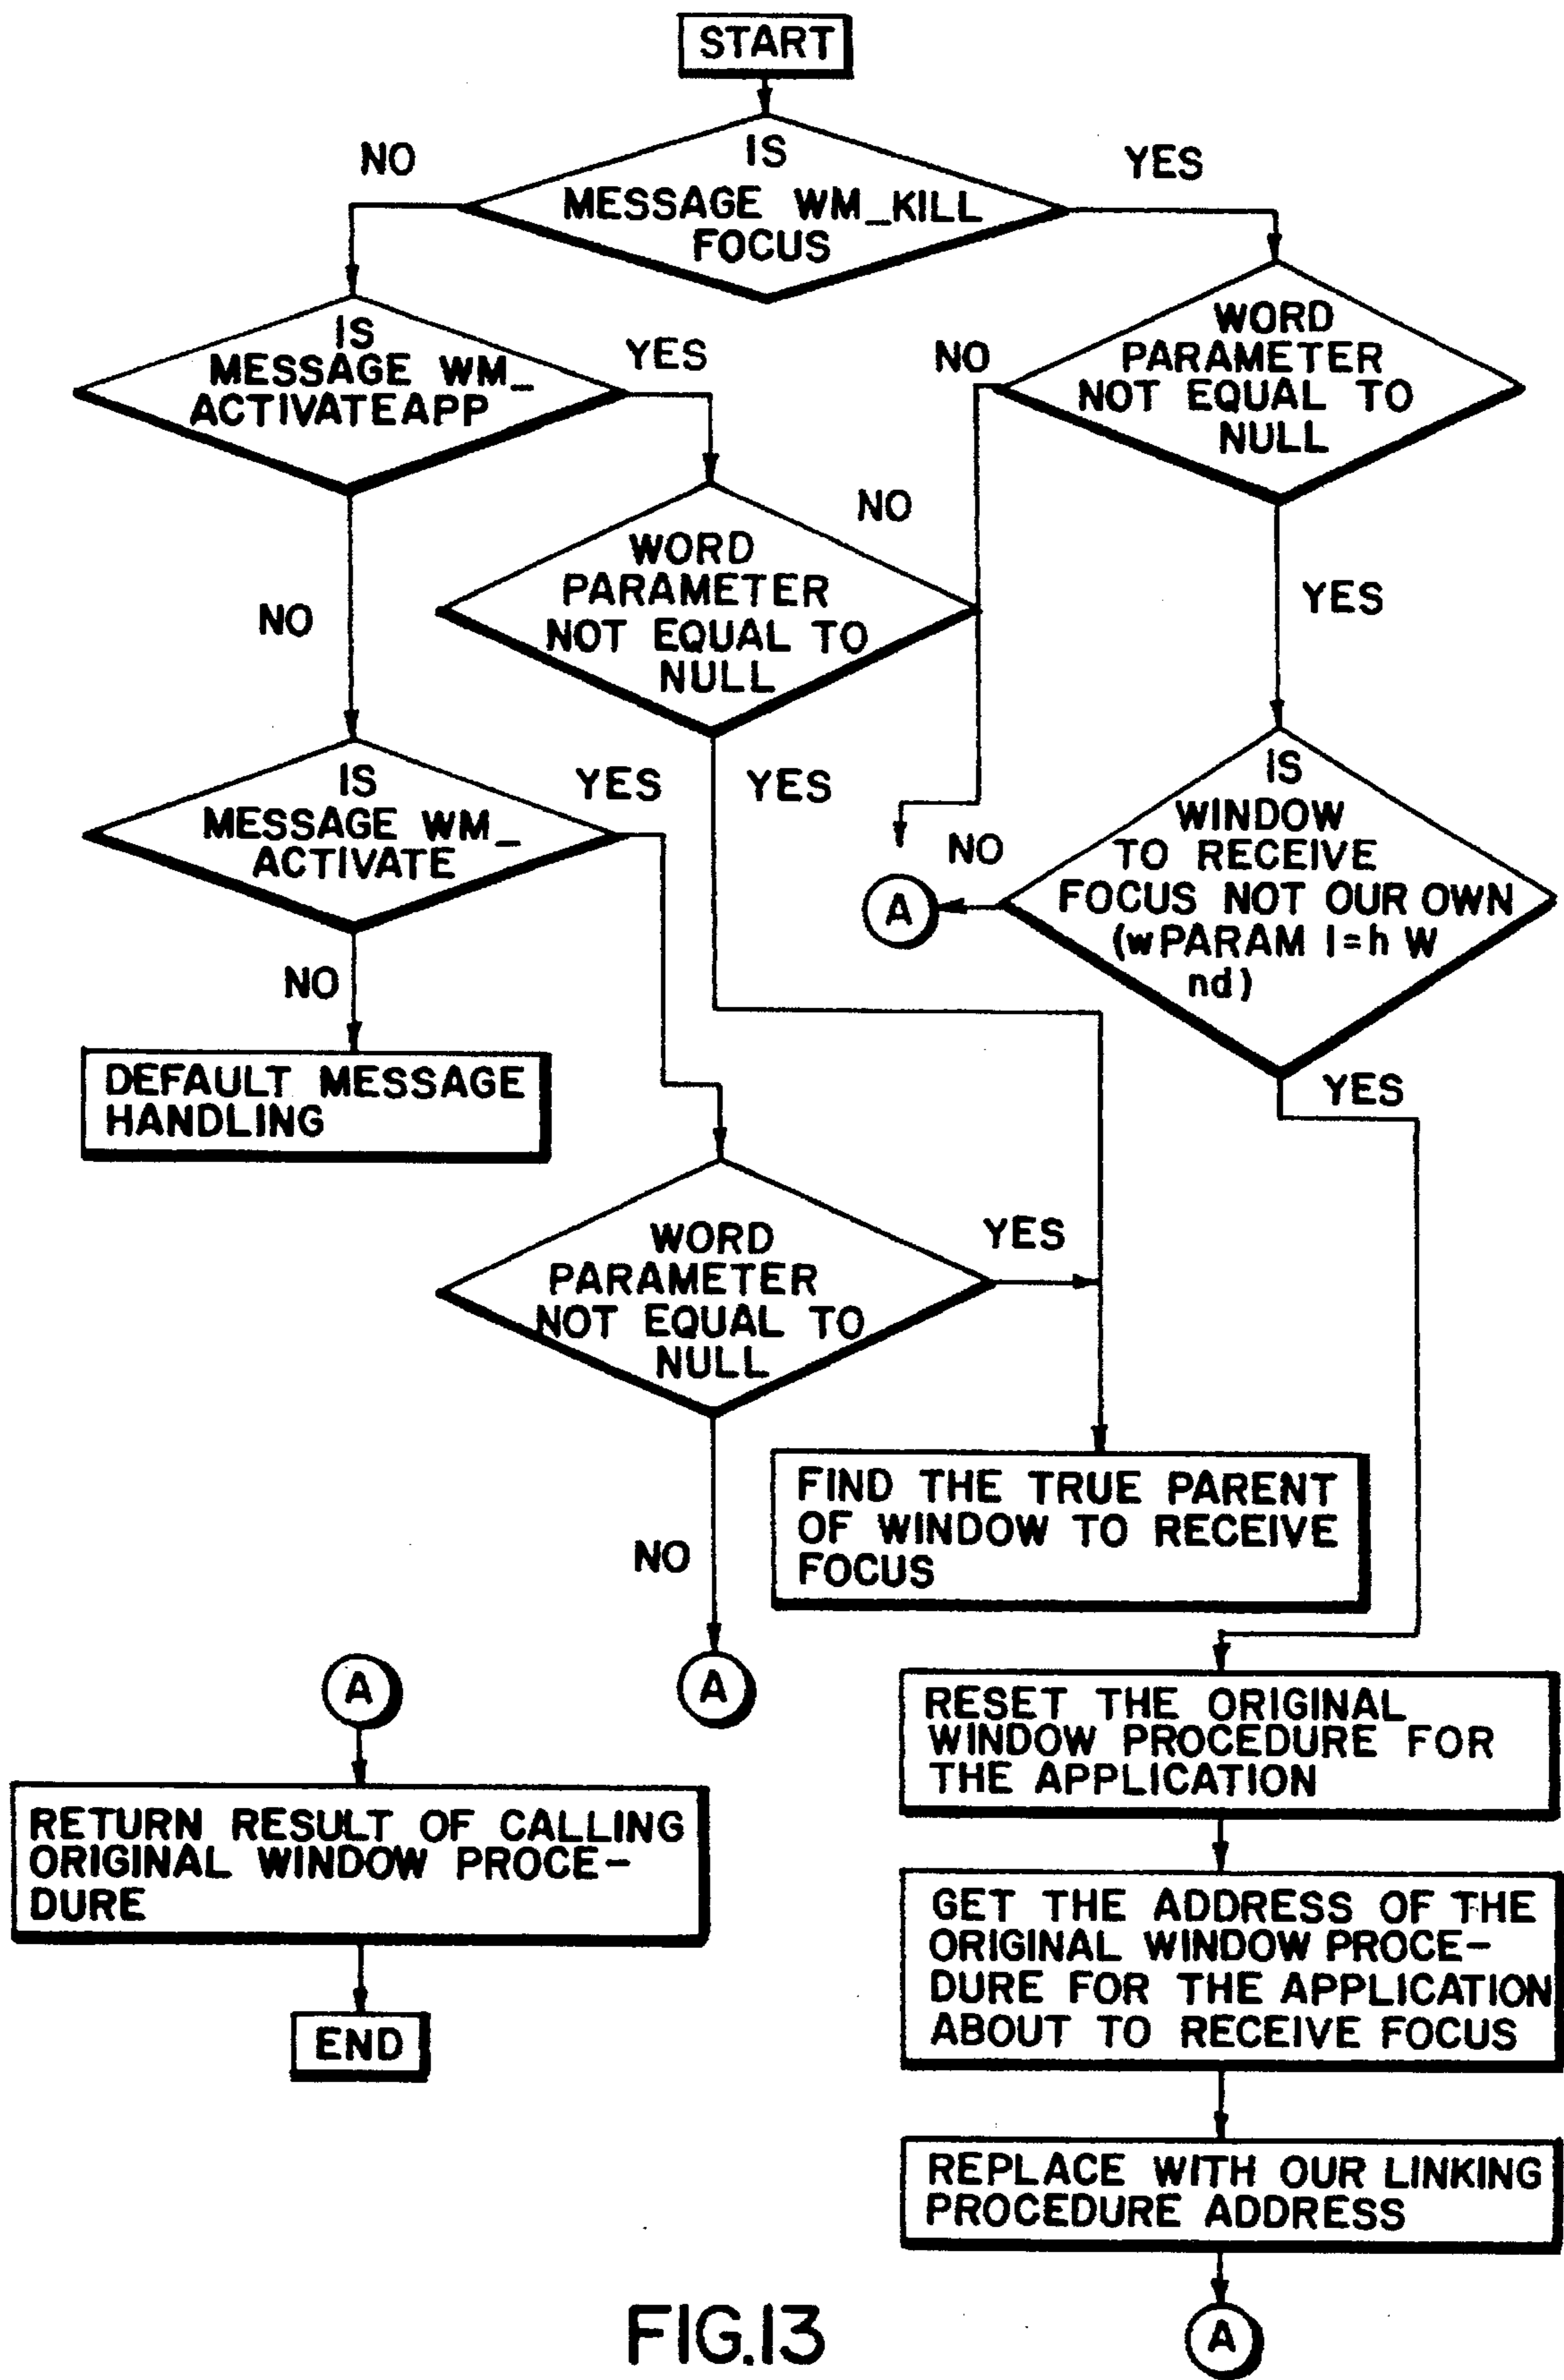 START
NO
IS
MESSAGE WM_KILL
FOCUS
YES
IS
MESSAGE WM_
ACTIVATEAPP
YES
NO
WORD
PARAMETER
NOT EQUAL TO
NULL
NO
WORD
PARAMETER
NOT EQUAL TO
NULL
NO
YES
IS
MESSAGE WM_
ACTIVATE
YES
YES
NO
IS
WINDOW
TO RECEIVE
FOCUS NOT OUR OWN
(wPARAM I=h W
nd)
A
NO
YES
DEFAULT MESSAGE
HANDLING
WORD
PARAMETER
NOT EQUAL TO
NULL
YES
FIND THE TRUE PARENT
OF WINDOW TO RECEIVE
FOCUS
NO
A
A
RESET THE ORIGINAL
WINDOW PROCEDURE FOR
THE APPLICATION
RETURN RESULT OF CALLING
ORIGINAL WINDOW PROCE-
DURE
GET THE ADDRESS OF THE
ORIGINAL WINDOW PROCE-
DURE FOR THE APPLICATION
ABOUT TO RECEIVE FOCUS
END
REPLACE WITH OUR LINKING
PROCEDURE ADDRESS
A
FIG.13